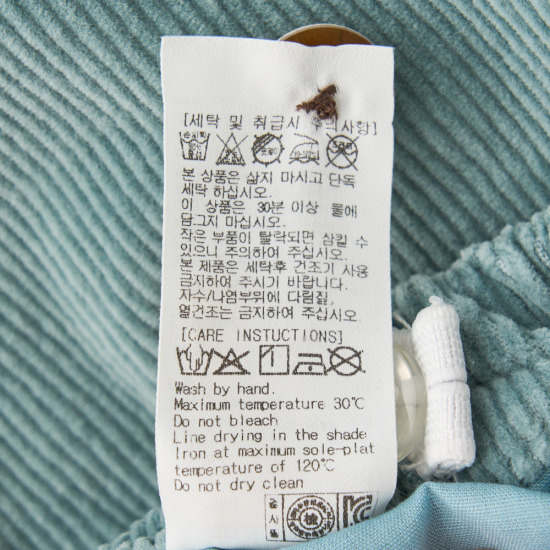 [세탁 및 취급시 주의사항]
본 상품은 삶지 마시고 단독
세탁 하십시오.
이 상품은 30분 이상 물에
담그지 마십시오.
작은 부품이 탈락되면 삼킬 수
있으니 주의하여 주십시오.
본 제품은 세탁후 건조기 사용
금지하여 주시기 바랍니다.
자수/나염부위에 다림질,
열건조는 금지하여 주십시오.
[CARE INSTUCTIONS]
Wash by hand.
Maximum temperature 30℃
Do not bleach
Line drying in the shade
Iron at maximum sole-plat
temperature of 120℃
Do not dry clean